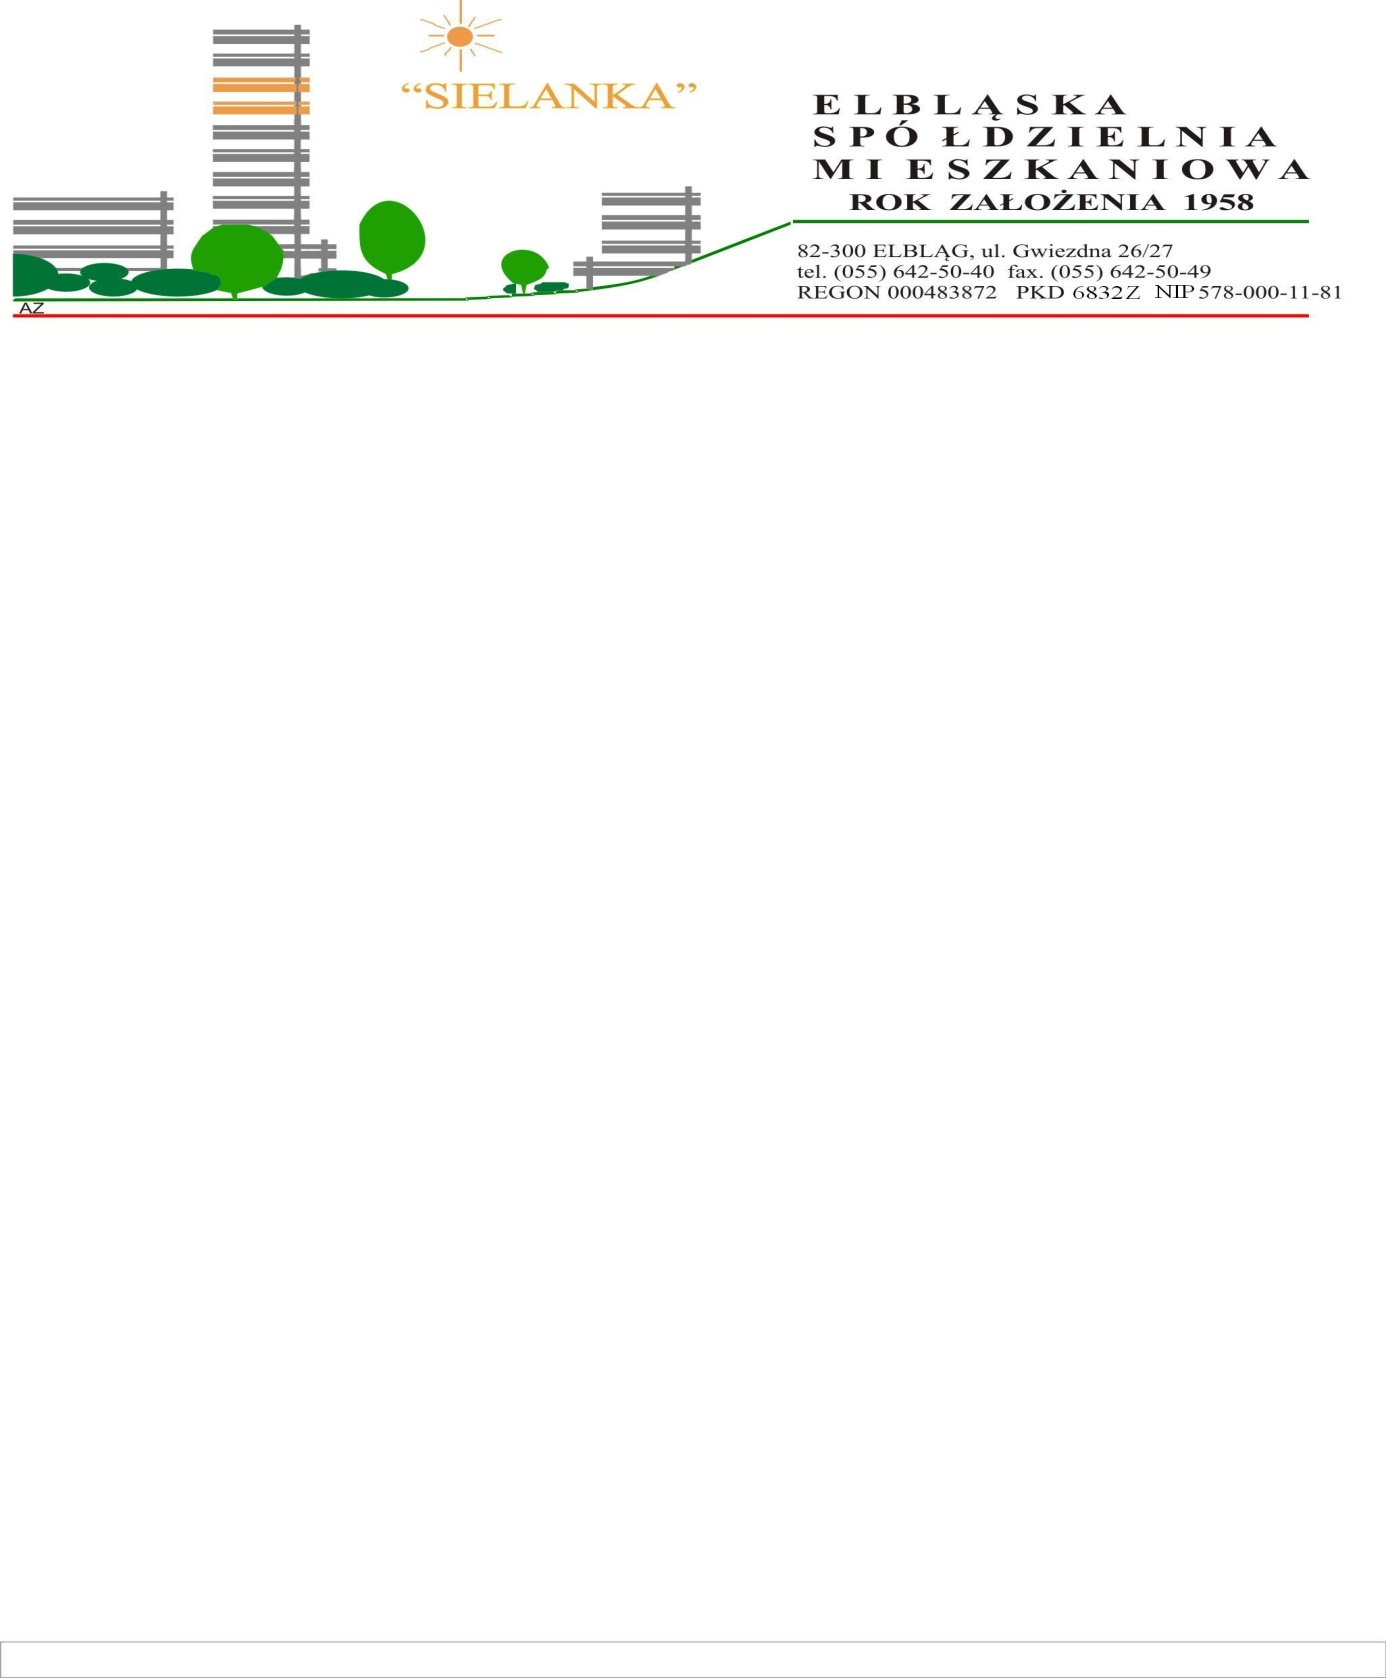 “SIELANKA”
ELBLĄSKA
SPÓŁDZIELNIA
MIESZKANIOWA
ROK ZAŁOŻENIA 1958
82-300 ELBLĄG, ul. Gwiezdna 26/27
tel. (055) 642-50-40 fax. (055) 642-50-49
REGON 000483872 PKD 6832Z NIP 578-000-11-81
AZ